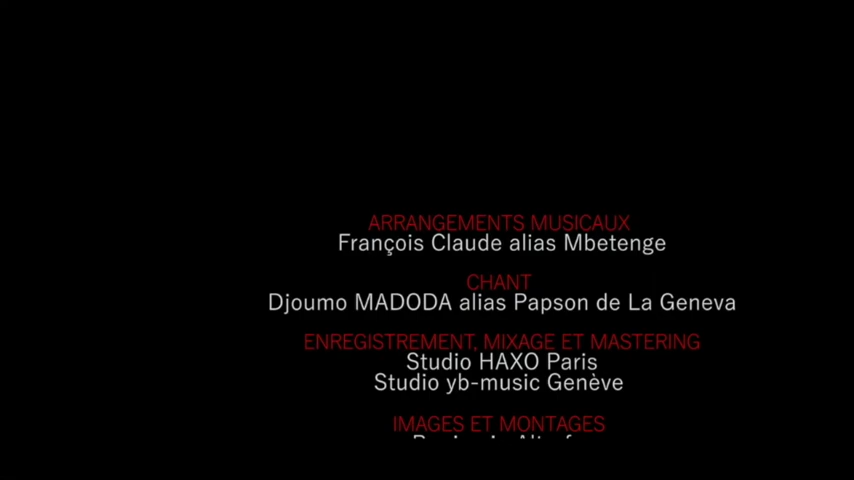 ARRANGEMENTS MUSICAUX
François Claude alias Mbetenge
CHANT
Djoumo MADODA alias Papson de La Geneva
ENREGISTREMENT, MIXAGE ET MASTERING
Studio HAXO Paris
Studio yb-music Genève
IMAGES ET MONTAGES